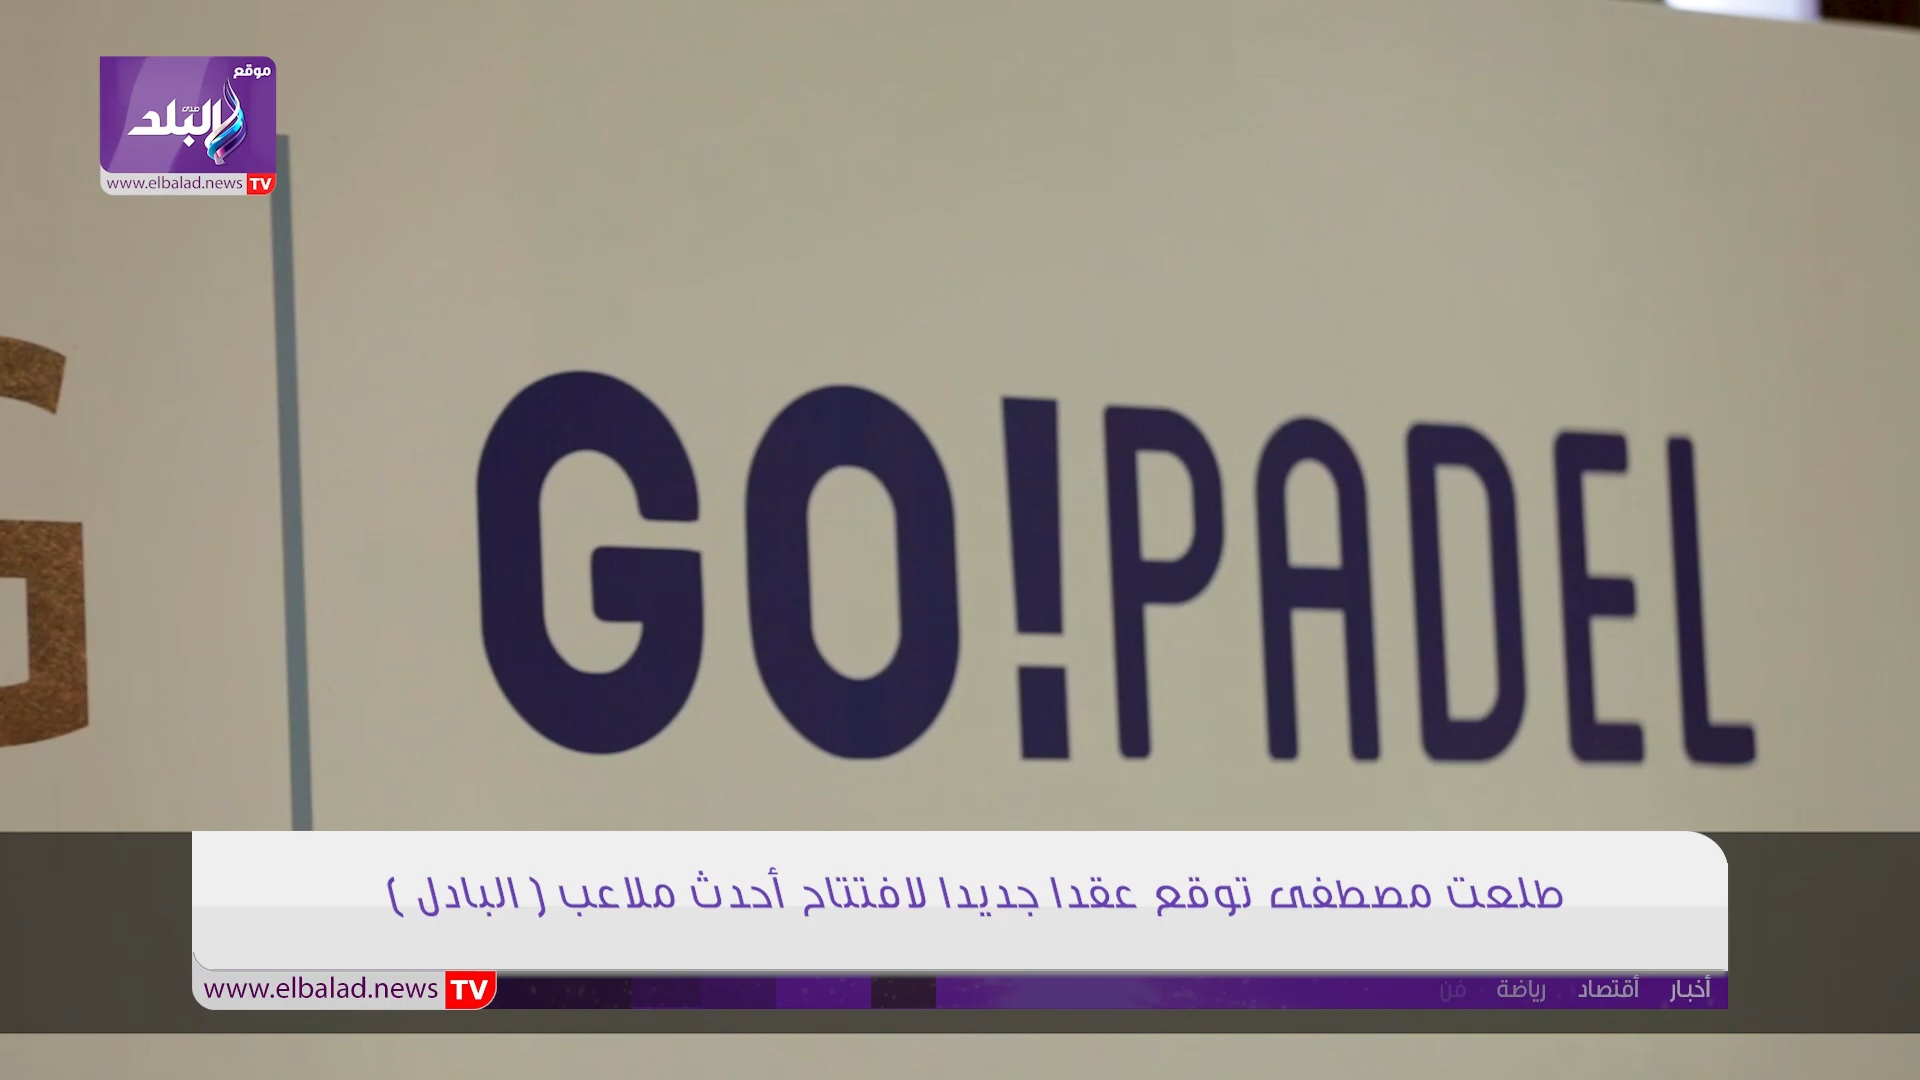 موقع
صدى
البلد
www.elbalad.news TV
G
GO!PADEL
طلعت مصطفى توقع عقدا جديدا لافتتاح أحدث ملاعب ( البادل )
www.elbalad.news TV
أخبار أقتصاد رياضة فن